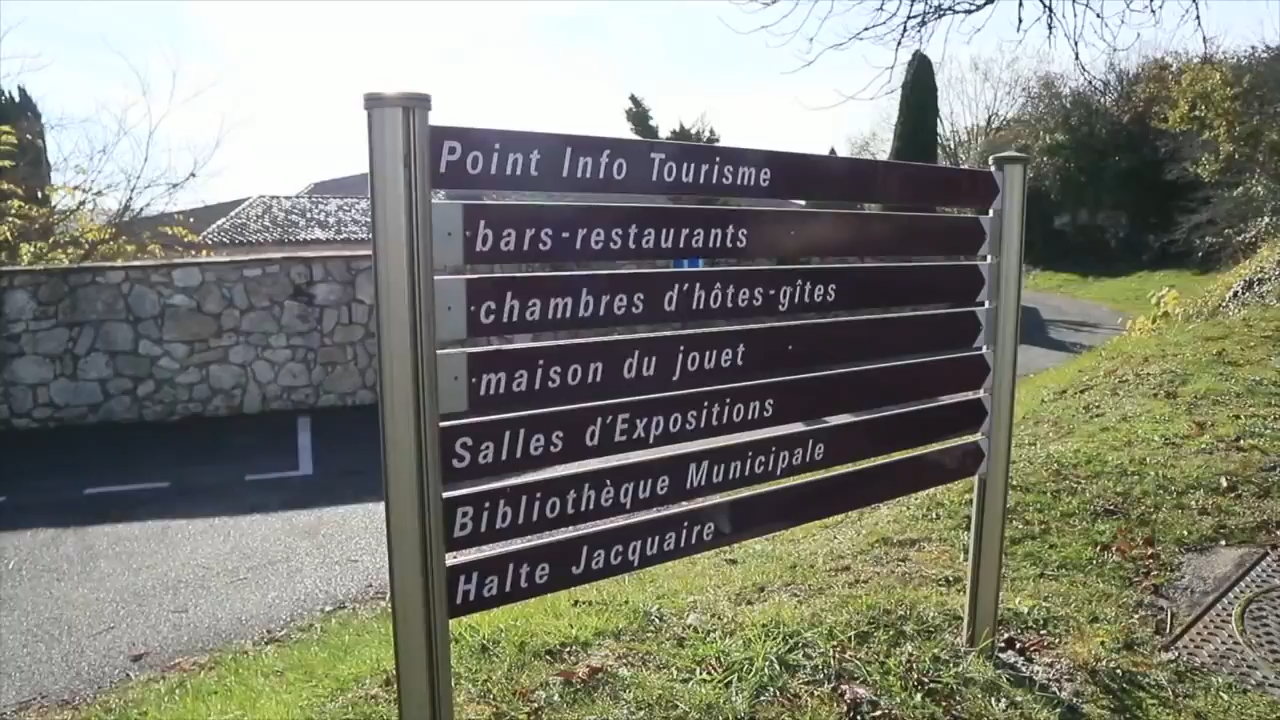 Point Info Tourisme
·bars-restaurants
·chambres d'hôtes-gîtes
·maison du jouet
Salles d'Expositions
Bibliothèque Municipale
Halte Jacquaire